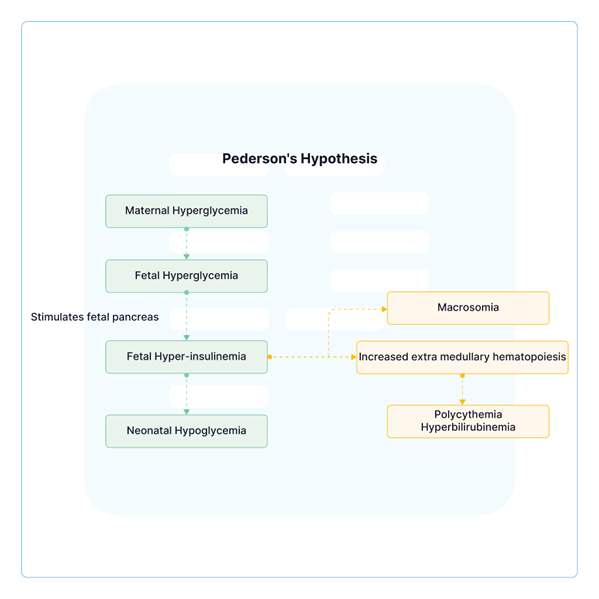 Pederson's Hypothesis
Maternal Hyperglycemia
Fetal Hyperglycemia
Stimulates fetal pancreas
Fetal Hyper-insulinemia
Neonatal Hypoglycemia
Macrosomia
Increased extra medullary hematopoiesis
Polycythemia
Hyperbilirubinemia